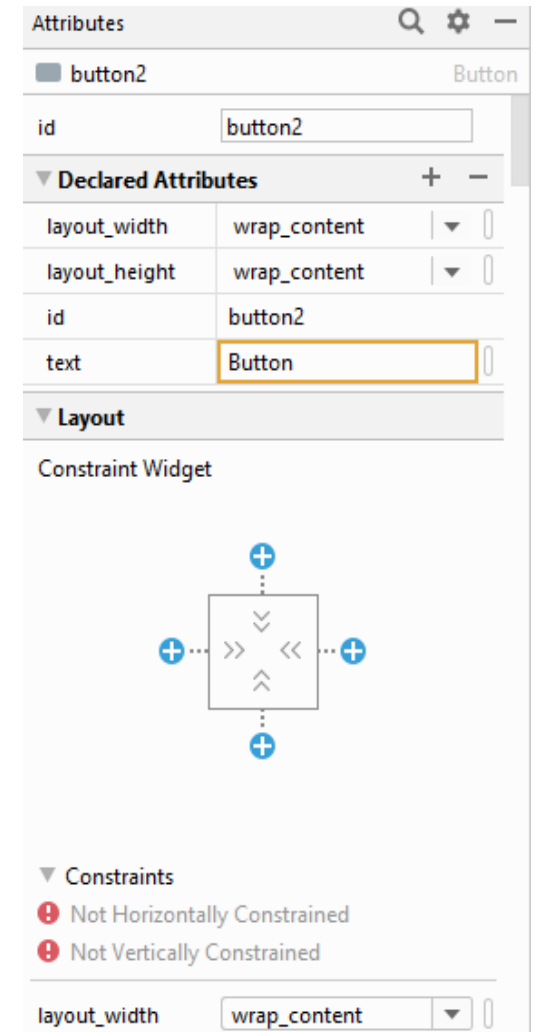 Attributes
button2 Button
id button2
Declared Attributes
layout_width wrap_content
layout_height wrap_content
id button2
text Button
Layout
Constraint Widget
Constraints
Not Horizontally Constrained
Not Vertically Constrained
layout_width wrap_content